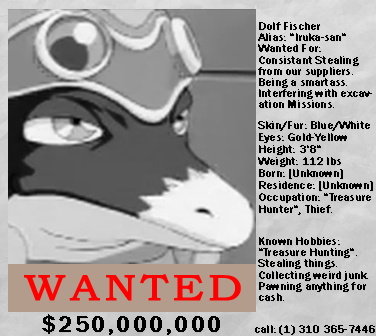 Dolf Fischer
Alias: "Iruka-san"
Wanted For:
Consistant Stealing
from our suppliers.
Being a smartass.
Interfering with excav-
ation Missions.
Skin/Fur: Blue/White
Eyes: Gold-Yellow
Height: 3'8"
Weight: 112 lbs
Born: [Unknown]
Residence: [Unknown]
Occupation: "Treasure
Hunter", Thief.
Known Hobbies:
"Treasure Hunting".
Stealing things.
Collecting weird junk.
Pawning anything for
cash.
WANTED
$250,000,000
call: (1) 310 365-7446